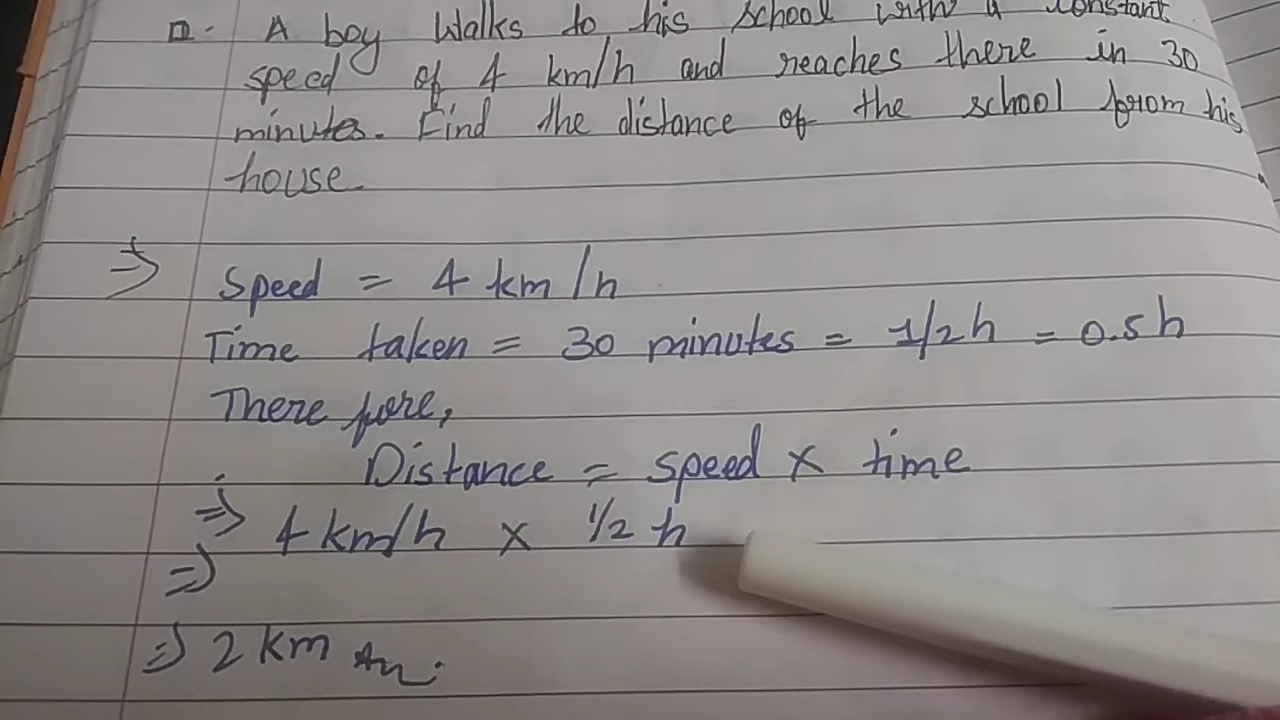 Q. A boy Walks to his school with a constant
speed of 4 km/h and reaches there in 30
minutes. Find the distance of the school from his
house.
⇒ Speed = 4 km/h
Time taken = 30 minutes = 1/2 h = 0.5 h
There fore,
Distance = speed × time
⇒ 4 km/h × 1/2 h
⇒
⇒ 2 km An.